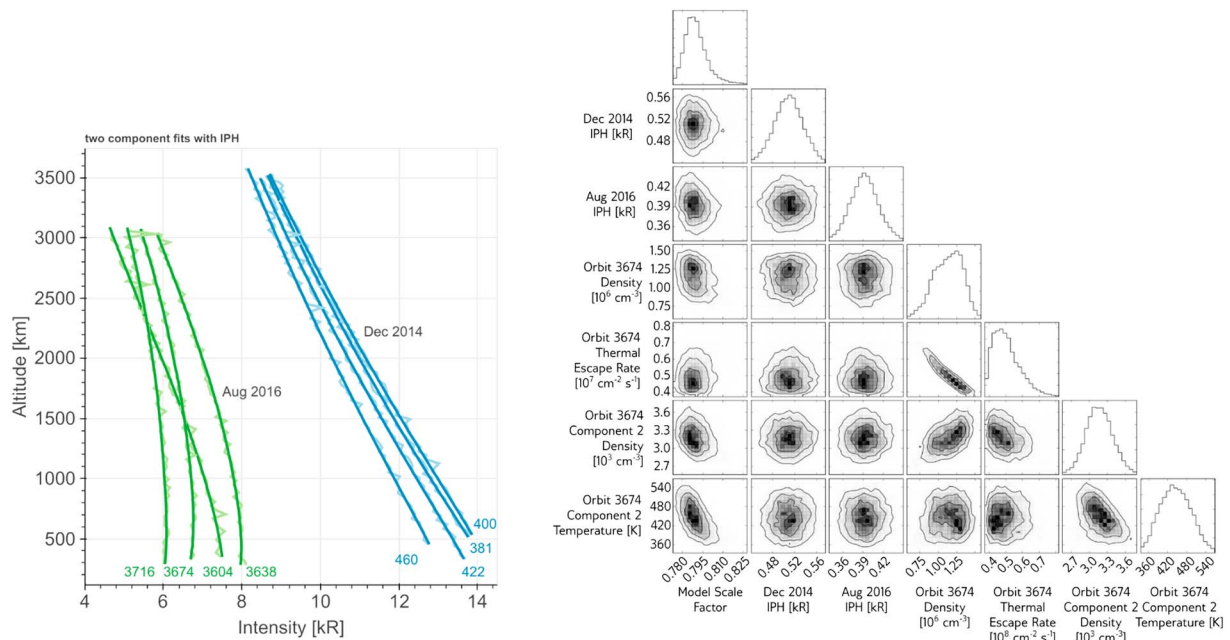 two component fits with IPH
3500
3000
2500
2000
1500
1000
500
Altitude [km]
Dec 2014
Aug 2016
400
381
460
422
3716 3674 3604 3638
4 6 8 10 12 14
Intensity [kR]
Dec 2014
IPH [kR]
0.56
0.52
0.48
Aug 2016
IPH [kR]
0.42
0.39
0.36
Orbit 3674
Density
[10⁶ cm⁻³]
1.50
1.25
1.00
0.75
Orbit 3674
Thermal
Escape Rate
[10⁷ cm⁻² s⁻¹]
0.8
0.7
0.6
0.5
0.4
Orbit 3674
Component 2
Density
[10³ cm⁻³]
3.6
3.3
3.0
2.7
Orbit 3674
Component 2
Temperature [K]
540
480
420
360
0.780 0.795 0.810 0.825
0.48 0.52 0.56
0.36 0.39 0.42
0.75 1.00 1.25
0.4 0.5 0.6 0.7
2.7 3.0 3.3 3.6
360 420 480 540
Model Scale
Factor
Dec 2014
IPH [kR]
Aug 2016
IPH [kR]
Orbit 3674
Density
[10⁶ cm⁻³]
Orbit 3674
Thermal
Escape Rate
[10⁸ cm⁻² s⁻¹]
Orbit 3674
Component 2
Density
[10³ cm⁻³]
Orbit 3674
Component 2
Temperature [K]